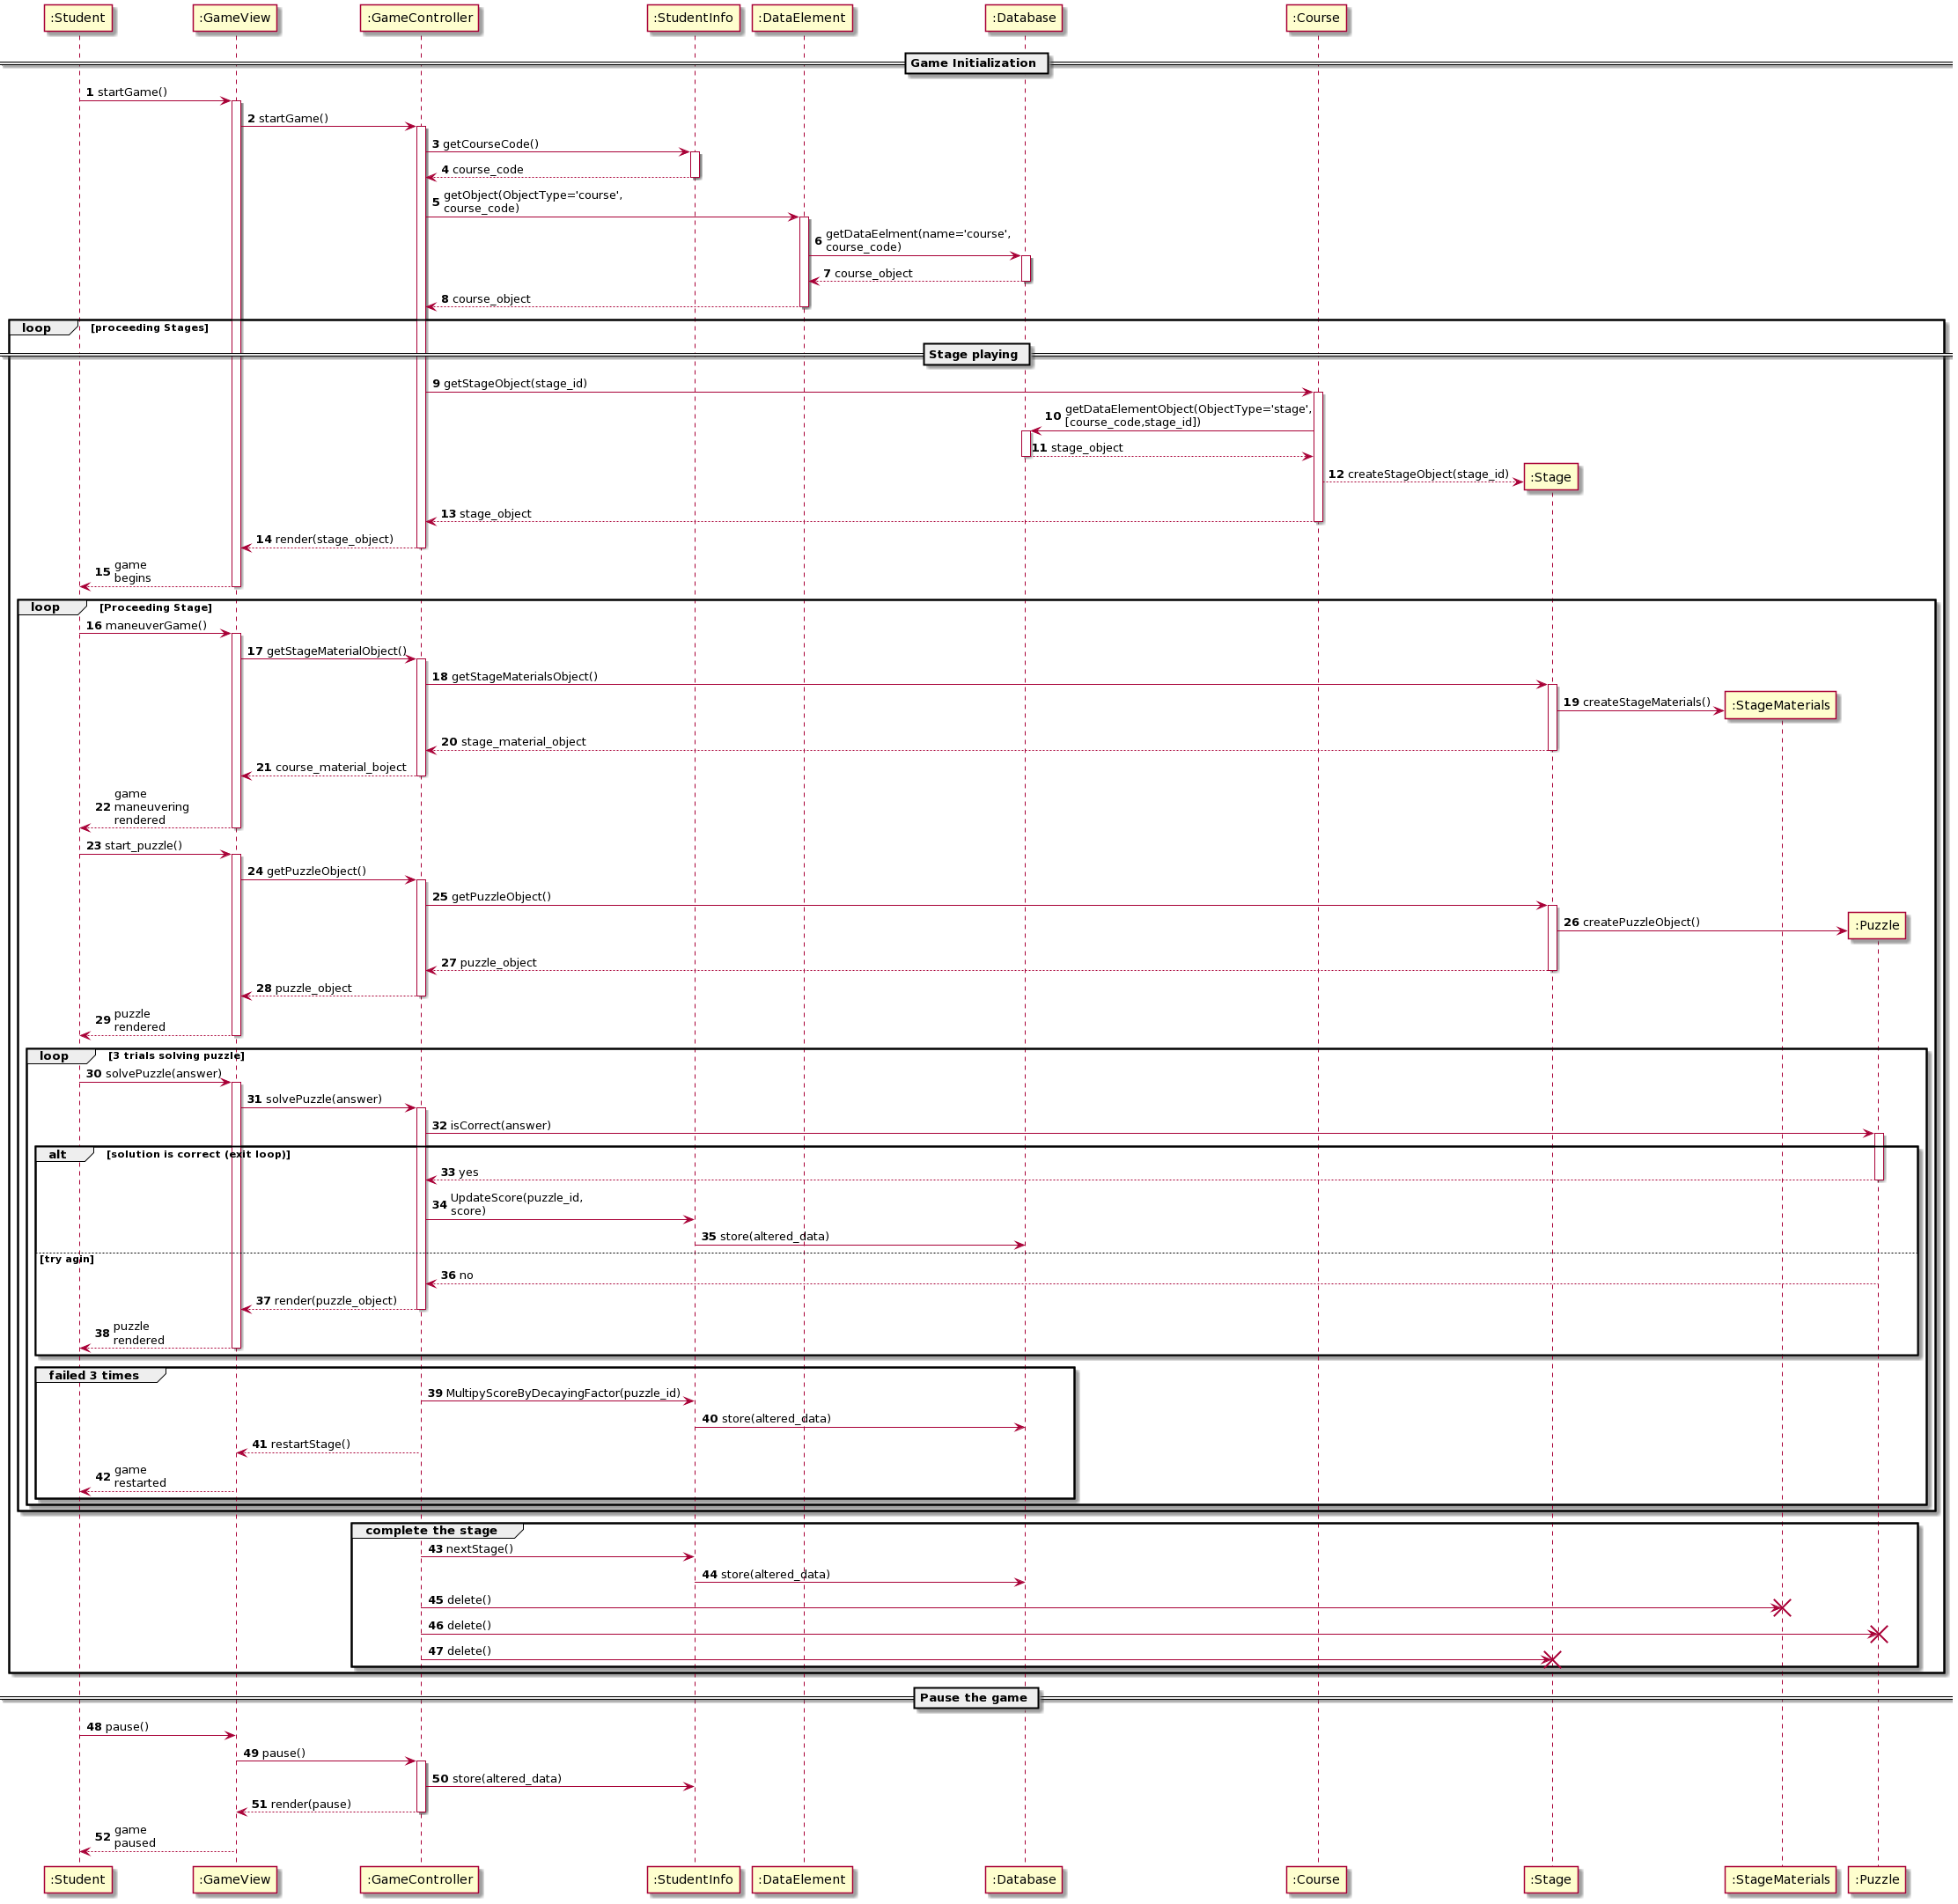 :Student
:GameView
:GameController
:StudentInfo
:DataElement
:Database
:Course
Game Initialization
1 startGame()
2 startGame()
3 getCourseCode()
4 course_code
5 getObject(ObjectType='course',
course_code)
6 getDataEelment(name='course',
course_code)
7 course_object
8 course_object
loop [proceeding Stages]
Stage playing
9 getStageObject(stage_id)
10 getDataElementObject(ObjectType='stage',
[course_code,stage_id])
11 stage_object
12 createStageObject(stage_id)
:Stage
13 stage_object
14 render(stage_object)
15 game
begins
loop [Proceeding Stage]
16 maneuverGame()
17 getStageMaterialObject()
18 getStageMaterialsObject()
19 createStageMaterials()
:StageMaterials
20 stage_material_object
21 course_material_boject
22 game
maneuvering
rendered
23 start_puzzle()
24 getPuzzleObject()
25 getPuzzleObject()
26 createPuzzleObject()
:Puzzle
27 puzzle_object
28 puzzle_object
29 puzzle
rendered
loop [3 trials solving puzzle]
30 solvePuzzle(answer)
31 solvePuzzle(answer)
32 isCorrect(answer)
alt [solution is correct (exit loop)]
33 yes
34 UpdateScore(puzzle_id,
score)
35 store(altered_data)
[try agin]
36 no
37 render(puzzle_object)
38 puzzle
rendered
failed 3 times
39 MultipyScoreByDecayingFactor(puzzle_id)
40 store(altered_data)
41 restartStage()
42 game
restarted
complete the stage
43 nextStage()
44 store(altered_data)
45 delete()
46 delete()
47 delete()
Pause the game
48 pause()
49 pause()
50 store(altered_data)
51 render(pause)
52 game
paused
:Student
:GameView
:GameController
:StudentInfo
:DataElement
:Database
:Course
:Stage
:StageMaterials
:Puzzle